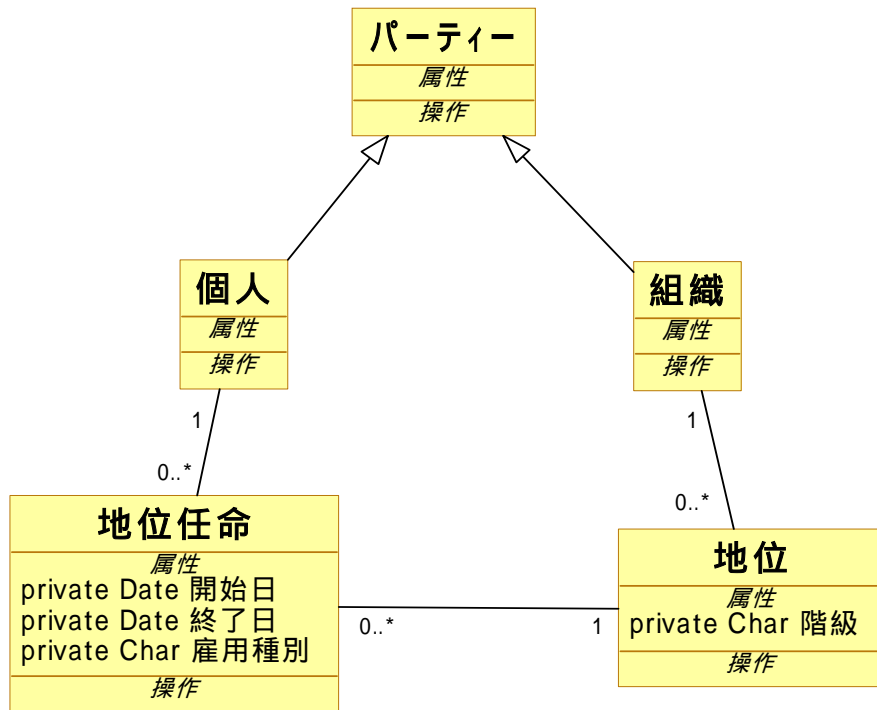 パーティー
属性
操作
個人
属性
操作
組織
属性
操作
1
0..*
1
0..*
地位任命
属性
private Date 開始日
private Date 終了日
private Char 雇用種別
操作
0..*
1
地位
属性
private Char 階級
操作